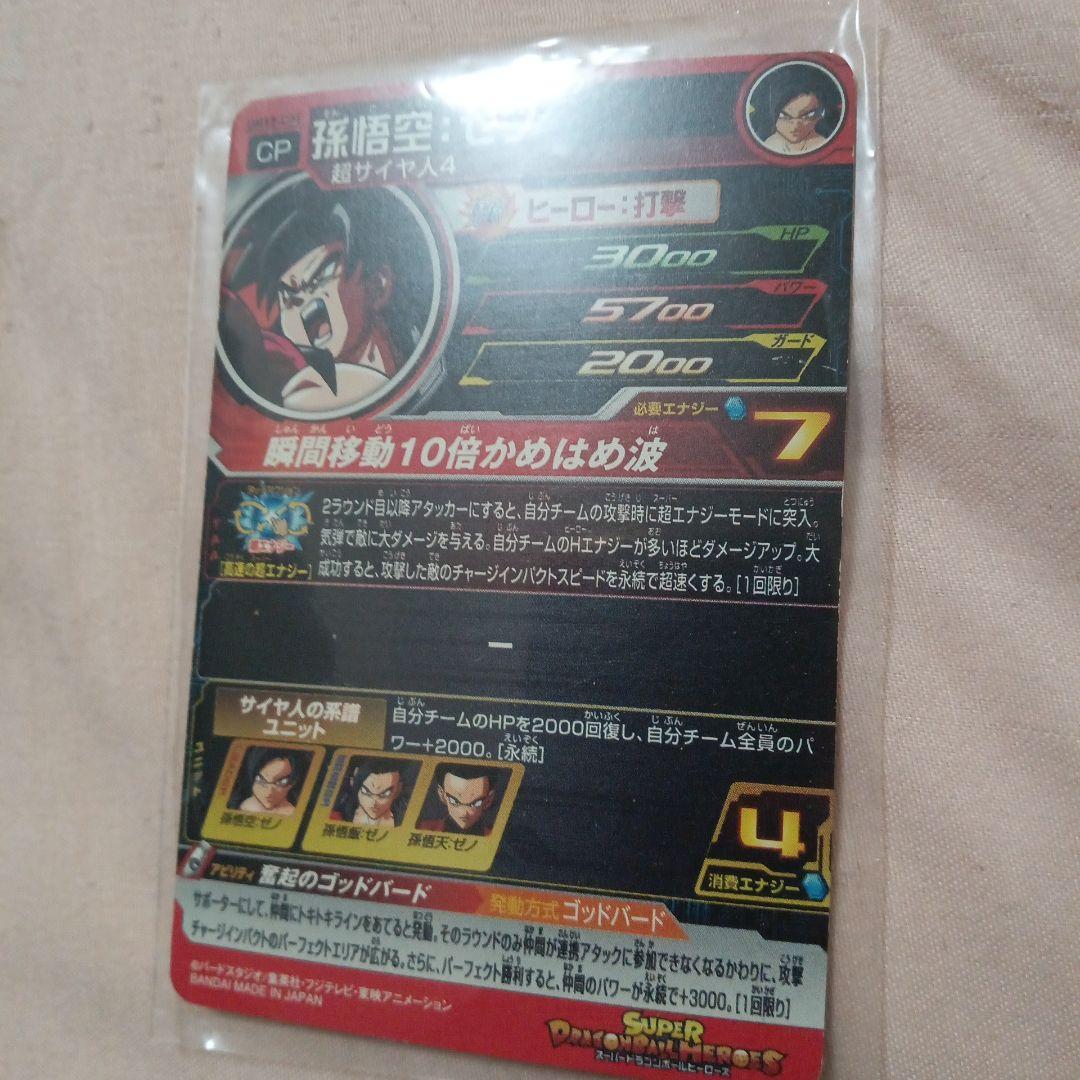 CP
孫悟空:ゼノ
超サイヤ人4
ヒーロー:打撃
HP
3000
パワー
5700
ガード
2000
必要エナジー
7
瞬間移動10倍かめはめ波
超エナジー
[高速の超エナジー]
2ラウンド目以降アタッカーにすると、自分チームの攻撃時に超エナジーモードに突入。
気弾で敵に大ダメージを与える。自分チームのHエナジーが多いほどダメージアップ。大
成功すると、攻撃した敵のチャージインパクトスピードを永続で超速くする。[1回限り]
ー
ユニット
サイヤ人の系譜
ユニット
自分チームのHPを2000回復し、自分チーム全員のパ
ワー+2000。[永続]
孫悟空:ゼノ
孫悟飯:ゼノ
孫悟天:ゼノ
4
消費エナジー
アビリティ
奮起のゴッドバード
発動方式 ゴッドバード
サポーターにして、仲間にトキトキラインをあてると発動。そのラウンドのみ仲間が連携アタックに参加できなくなるかわりに、攻撃
チャージインパクトのパーフェクトエリアが広がる。さらに、パーフェクト勝利すると、仲間のパワーが永続で+3000。[1回限り]
©バードスタジオ/集英社・フジテレビ・東映アニメーション
BANDAI MADE IN JAPAN
SUPER
DRAGONBALL HEROES
スーパードラゴンボールヒーローズ